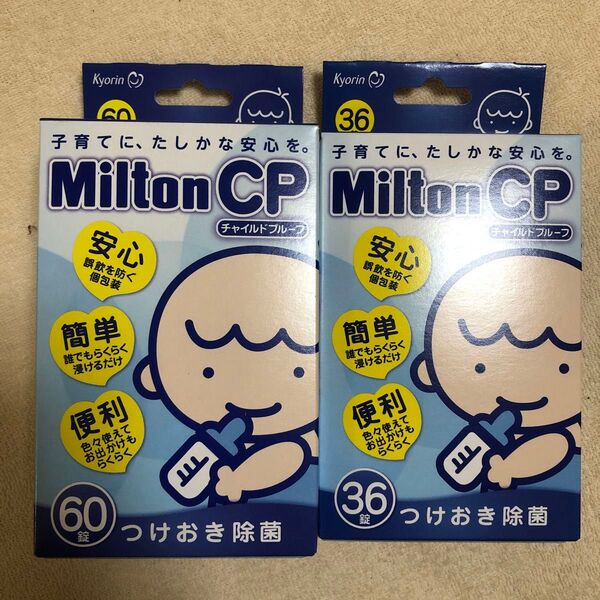 Kyorin
60
子育てに、たしかな安心を。
Milton CP
チャイルドプルーフ
安心
誤飲を防ぐ
個包装
簡単
誰でもらくらく
浸けるだけ
便利
色々使えて
お出かけも
らくらく
60錠
つけおき除菌
Kyorin
36
子育てに、たしかな安心を。
Milton CP
チャイルドプルーフ
安心
誤飲を防ぐ
個包装
簡単
誰でもらくらく
浸けるだけ
便利
色々使えて
お出かけも
らくらく
36錠
つけおき除菌